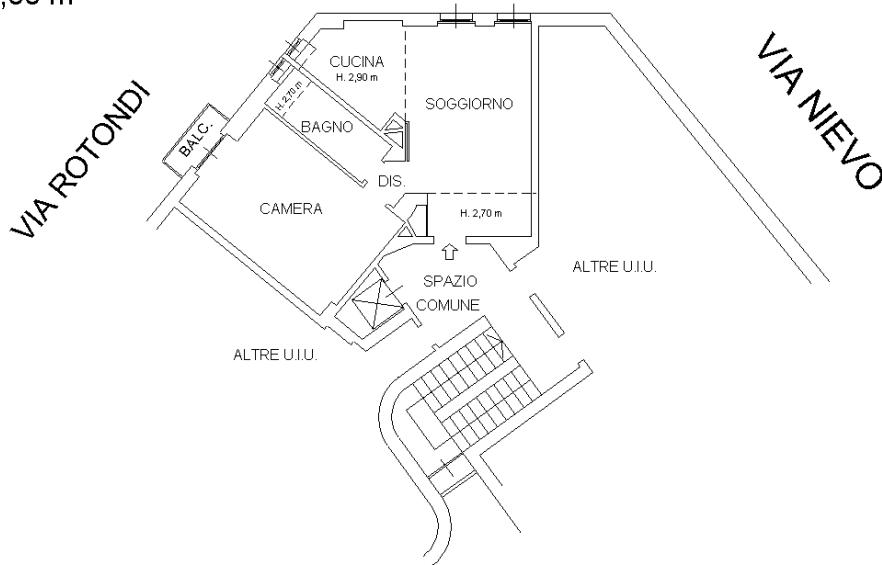 VIA ROTONDI
VIA NIEVO
CUCINA
H. 2,90 m
SOGGIORNO
H. 2,70 m
BAGNO
BALC.
DIS.
CAMERA
H. 2,70 m
SPAZIO
COMUNE
ALTRE U.I.U.
ALTRE U.I.U.